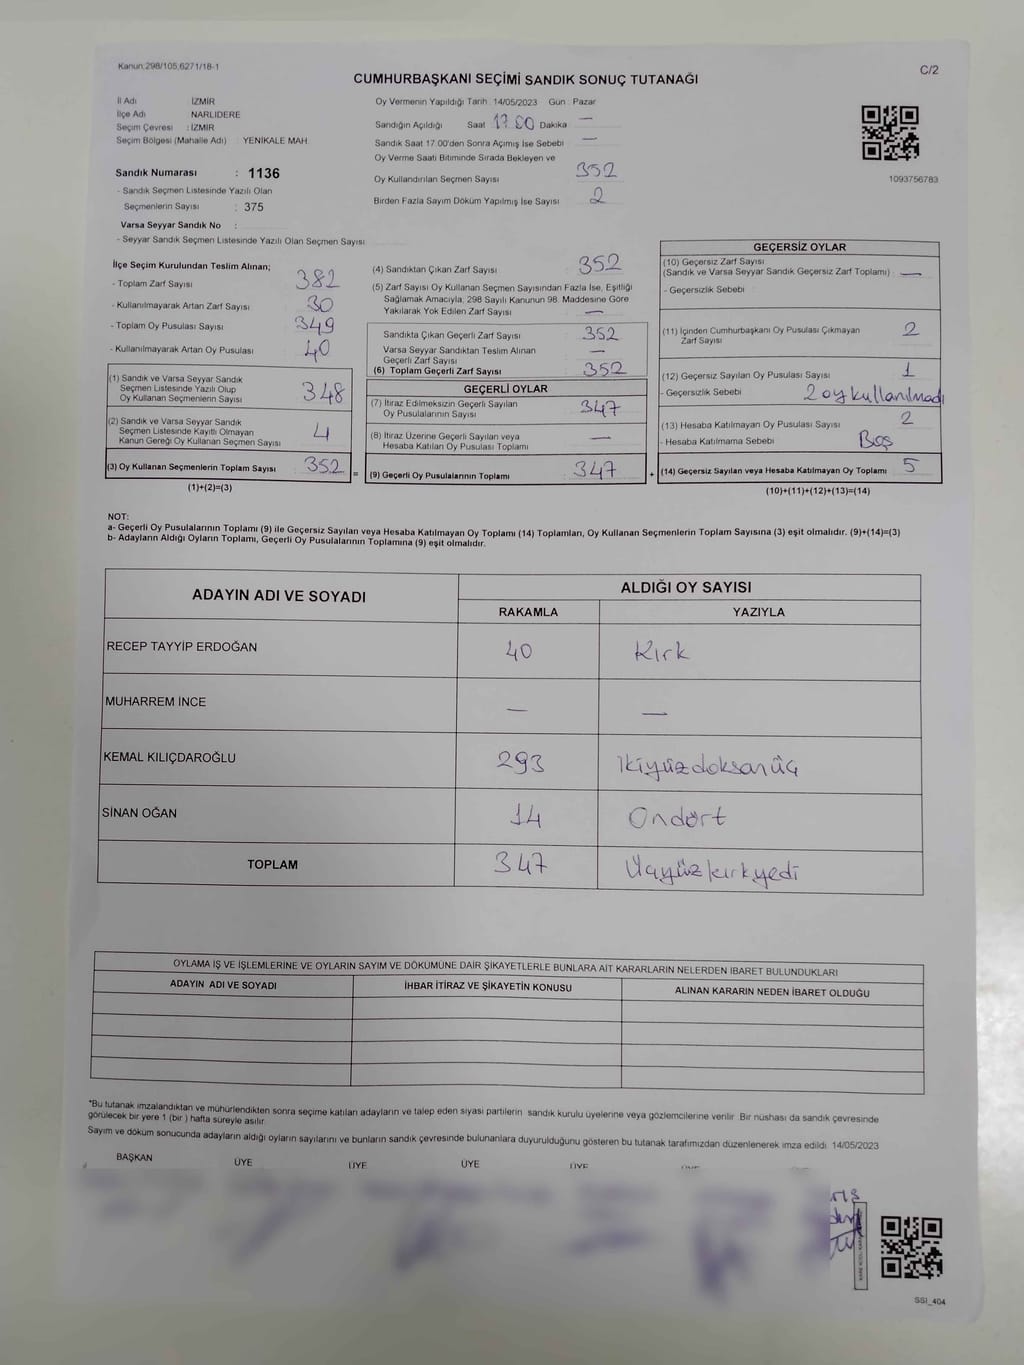 Kanun:298/105,6271/18-1
C/2
CUMHURBAŞKANI SEÇİMİ SANDIK SONUÇ TUTANAĞI
İl Adı : İZMİR
İlçe Adı : NARLIDERE
Seçim Çevresi : İZMİR
Seçim Bölgesi (Mahalle Adı) : YENİKALE MAH.
Sandık Numarası : 1136
- Sandık Seçmen Listesinde Yazılı Olan
Seçmenlerin Sayısı : 375
Varsa Seyyar Sandık No :
- Seyyar Sandık Seçmen Listesinde Yazılı Olan Seçmen Sayısı
Oy Vermenin Yapıldığı Tarih : 14/05/2023 Gün : Pazar
Sandığın Açıldığı Saat 17 00 Dakika —
Sandık Saat 17.00'den Sonra Açımış İse Sebebi —
Oy Verme Saati Bitiminde Sırada Bekleyen ve
Oy Kullandırılan Seçmen Sayısı 352
Birden Fazla Sayım Döküm Yapılmış İse Sayısı 2
1093756783
İlçe Seçim Kurulundan Teslim Alınan;
- Toplam Zarf Sayısı 382
- Kullanılmayarak Artan Zarf Sayısı 30
- Toplam Oy Pusulası Sayısı 349
- Kullanılmayarak Artan Oy Pusulası 40
(1) Sandık ve Varsa Seyyar Sandık
Seçmen Listesinde Yazılı Olup
Oy Kullanan Seçmenlerin Sayısı 348
(2) Sandık ve Varsa Seyyar Sandık
Seçmen Listesinde Kayıtlı Olmayan
Kanun Gereği Oy Kullanan Seçmen Sayısı 4
(3) Oy Kullanan Seçmenlerin Toplam Sayısı 352
(1)+(2)=(3)
(4) Sandıktan Çıkan Zarf Sayısı 352
(5) Zarf Sayısı Oy Kullanan Seçmen Sayısından Fazla İse, Eşitliği
Sağlamak Amacıyla, 298 Sayılı Kanunun 98. Maddesine Göre
Yakılarak Yok Edilen Zarf Sayısı —
Sandıkta Çıkan Geçerli Zarf Sayısı 352
Varsa Seyyar Sandıktan Teslim Alınan
Geçerli Zarf Sayısı —
(6) Toplam Geçerli Zarf Sayısı 352
GEÇERLİ OYLAR
(7) İtiraz Edilmeksizin Geçerli Sayılan
Oy Pusulalarının Sayısı 347
(8) İtiraz Üzerine Geçerli Sayılan veya
Hesaba Katılan Oy Pusulası Toplamı —
= (9) Geçerli Oy Pusulalarının Toplamı 347 +
GEÇERSİZ OYLAR
(10) Geçersiz Zarf Sayısı
(Sandık ve Varsa Seyyar Sandık Geçersiz Zarf Toplamı) —
- Geçersizlik Sebebi
(11) İçinden Cumhurbaşkanı Oy Pusulası Çıkmayan
Zarf Sayısı 2
(12) Geçersiz Sayılan Oy Pusulası Sayısı 1
- Geçersizlik Sebebi 2 oy kullanılmadı
(13) Hesaba Katılmayan Oy Pusulası Sayısı 2
- Hesaba Katılmama Sebebi Boş
(14) Geçersiz Sayılan veya Hesaba Katılmayan Oy Toplamı 5
(10)+(11)+(12)+(13)=(14)
NOT:
a- Geçerli Oy Pusulalarının Toplamı (9) ile Geçersiz Sayılan veya Hesaba Katılmayan Oy Toplamı (14) Toplamları, Oy Kullanan Seçmenlerin Toplam Sayısına (3) eşit olmalıdır. (9)+(14)=(3)
b- Adayların Aldığı Oyların Toplamı, Geçerli Oy Pusulalarının Toplamına (9) eşit olmalıdır.
ADAYIN ADI VE SOYADI ALDIĞI OY SAYISI
RAKAMLA YAZIYLA
RECEP TAYYİP ERDOĞAN 40 Kırk
MUHARREM İNCE — —
KEMAL KILIÇDAROĞLU 293 İkiyüzdoksanüç
SİNAN OĞAN 14 Ondört
TOPLAM 347 Üçyüzkırkyedi
OYLAMA İŞ VE İŞLEMLERİNE VE OYLARIN SAYIM VE DÖKÜMÜNE DAİR ŞİKAYETLERLE BUNLARA AİT KARARLARIN NELERDEN İBARET BULUNDUKLARI
ADAYIN ADI VE SOYADI İHBAR İTİRAZ VE ŞİKAYETİN KONUSU ALINAN KARARIN NEDEN İBARET OLDUĞU
*Bu tutanak imzalandıktan ve mühürlendikten sonra seçime katılan adayların ve talep eden siyasi partilerin sandık kurulu üyelerine veya gözlemcilerine verilir. Bir nüshası da sandık çevresinde
görülecek bir yere 1 (bir ) hafta süreyle asılır.
Sayım ve döküm sonucunda adayların aldığı oyların sayılarını ve bunların sandık çevresinde bulunanlara duyurulduğunu gösteren bu tutanak tarafımızdan düzenlenerek imza edildi. 14/05/2023
BAŞKAN ÜYE ÜYE ÜYE ÜYE
SSİ_404